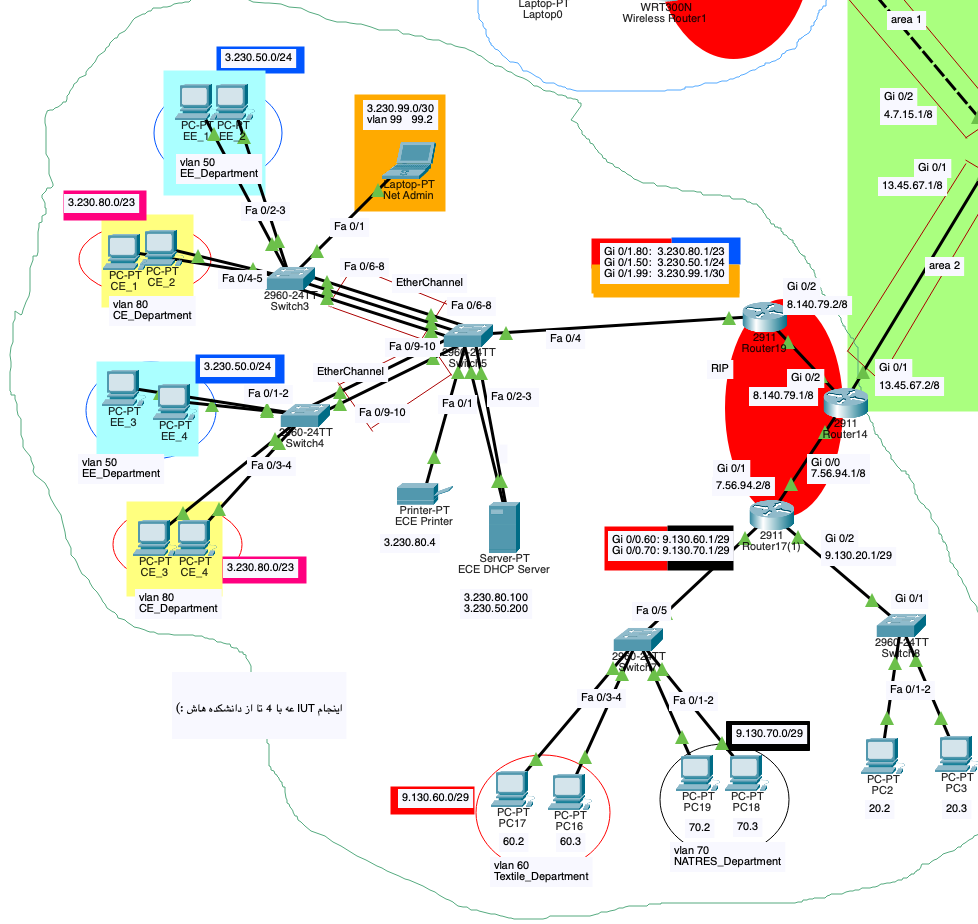 Laptop-PT
Laptop0
WRT300N
Wireless Router1
area 1
Gi 0/2
4.7.15.1/8
Gi 0/1
13.45.67.1/8
area 2
Gi 0/1
13.45.67.2/8
3.230.50.0/24
PC-PT
EE_1
PC-PT
EE_2
vlan 50
EE_Department
3.230.99.0/30
vlan 99   99.2
Laptop-PT
Net Admin
3.230.80.0/23
PC-PT
CE_1
PC-PT
CE_2
vlan 80
CE_Department
Fa 0/2-3
Fa 0/1
Fa 0/4-5
2960-24TT
Switch3
Fa 0/6-8
EtherChannel
Fa 0/6-8
Gi 0/1.80:  3.230.80.1/23
Gi 0/1.50:  3.230.50.1/24
Gi 0/1.99:  3.230.99.1/30
Gi 0/2
8.140.79.2/8
2911
Router19
Fa 0/4
2960-24TT
Switch5
Fa 0/9-10
EtherChannel
Fa 0/9-10
RIP
Gi 0/2
8.140.79.1/8
2911
Router14
3.230.50.0/24
PC-PT
EE_3
PC-PT
EE_4
vlan 50
EE_Department
Fa 0/1-2
2960-24TT
Switch4
Fa 0/3-4
Fa 0/1
Fa 0/2-3
Gi 0/0
7.56.94.1/8
Gi 0/1
7.56.94.2/8
2911
Router17(1)
Printer-PT
ECE Printer
3.230.80.4
Server-PT
ECE DHCP Server
3.230.80.100
3.230.50.200
PC-PT
CE_3
PC-PT
CE_4
3.230.80.0/23
vlan 80
CE_Department
Gi 0/0.60: 9.130.60.1/29
Gi 0/0.70: 9.130.70.1/29
Gi 0/2
9.130.20.1/29
Fa 0/5
2960-24TT
Gi 0/1
2960-24TT
Switch8
Fa 0/3-4
Fa 0/1-2
Fa 0/1-2
اینجام IUT عه با 4 تا از دانشکده هاش :)
9.130.70.0/29
9.130.60.0/29
PC-PT
PC17
60.2
PC-PT
PC16
60.3
vlan 60
Textile_Department
PC-PT
PC19
70.2
PC-PT
PC18
70.3
vlan 70
NATRES_Department
PC-PT
PC2
20.2
PC-PT
PC3
20.3